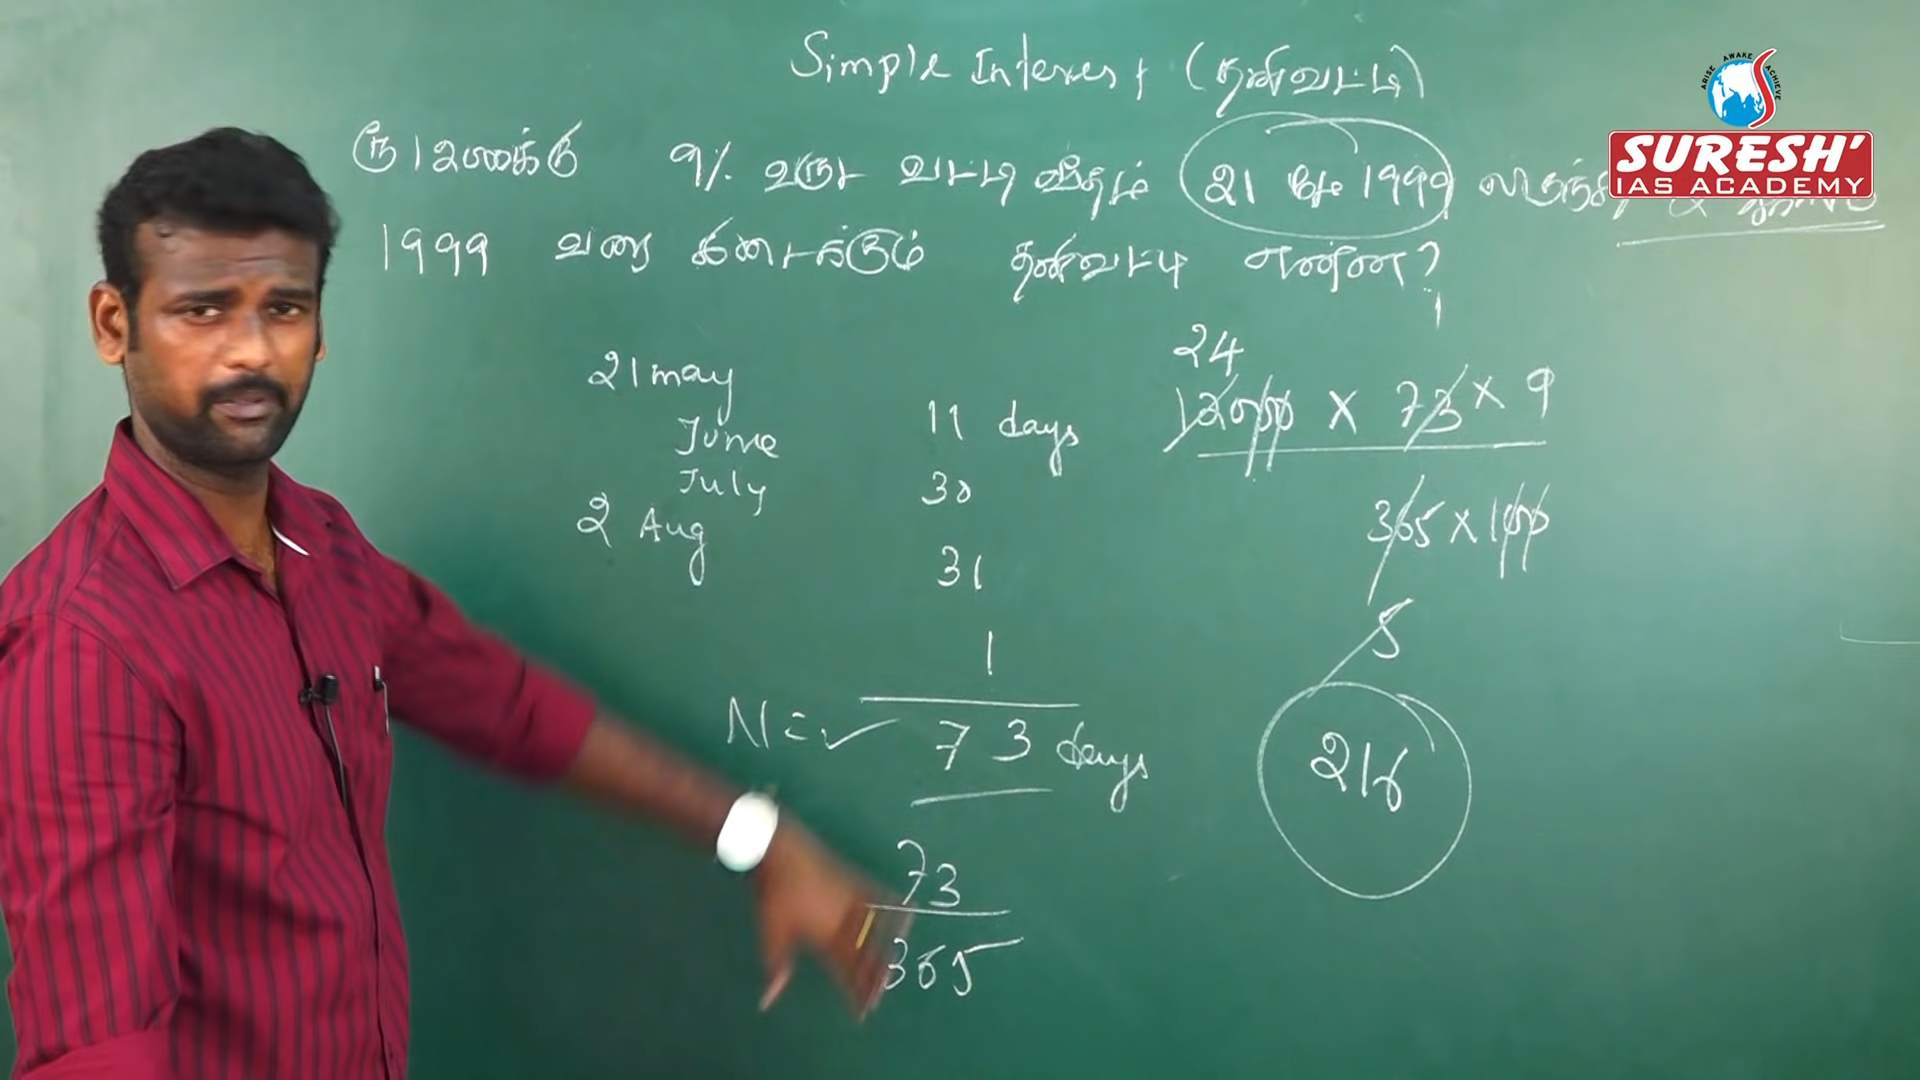 Simple Interest (தனிவட்டி)
ரூ 12000க்கு 9% வருட வட்டி வீதம் 21 மே 1999 லிருந்து 2 ஆகஸ்ட்
1999 வரை கிடைக்கும் தனிவட்டி என்ன?
21 may
June
July
2 Aug
11 days
30
31
1
N = ✓ 73 days
73
365
24
12000 X 73 X 9
365 X 100
5
216
ARISE AWAKE ACHIEVE
SURESH'
IAS ACADEMY